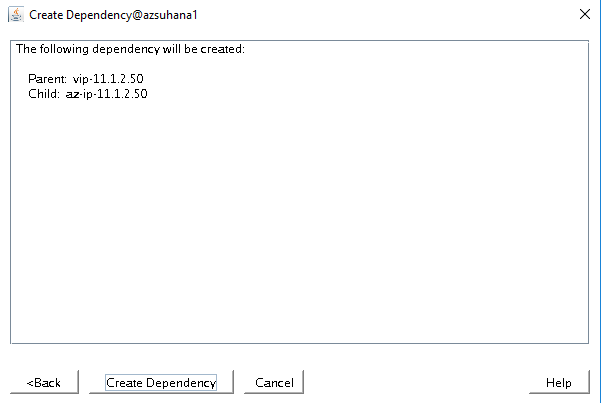 Create Dependency@azsuhana1
The following dependency will be created:
Parent: vip-11.1.2.50
Child: az-ip-11.1.2.50
<Back
Create Dependency
Cancel
Help